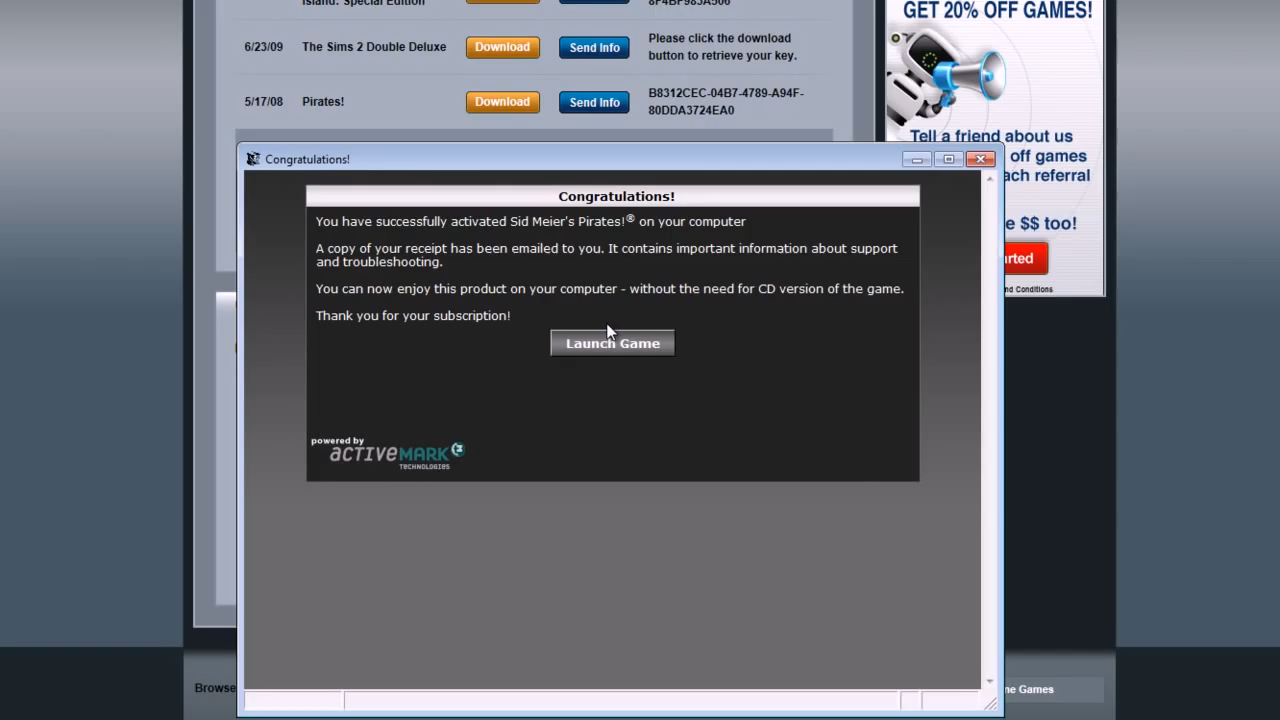 Island: Special Edition
8F4BF983A506
6/23/09 The Sims 2 Double Deluxe Download Send Info Please click the download
button to retrieve your key.
5/17/08 Pirates! Download Send Info B8312CEC-04B7-4789-A94F-
80DDA3724EA0
GET 20% OFF GAMES!
Tell a friend about us
off games
ach referral
e $$ too!
rted
nd Conditions
Congratulations!
Congratulations!
You have successfully activated Sid Meier's Pirates!® on your computer
A copy of your receipt has been emailed to you. It contains important information about support
and troubleshooting.
You can now enjoy this product on your computer - without the need for CD version of the game.
Thank you for your subscription!
Launch Game
powered by
ACTIVEMARK
TECHNOLOGIES
Browse
ne Games